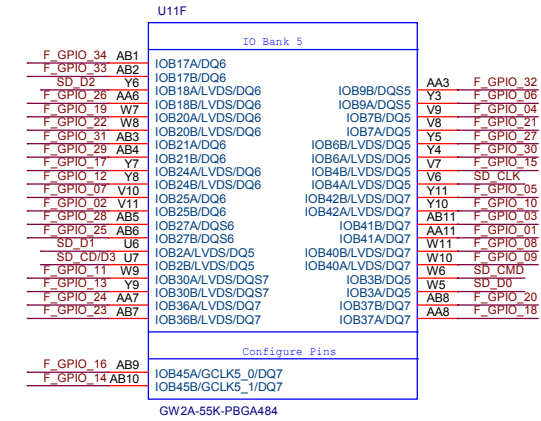 U11F
IO Bank 5
F_GPIO_34 AB1 IOB17A/DQ6
F_GPIO_33 AB2 IOB17B/DQ6
SD_D2 Y6 IOB18A/LVDS/DQ6 IOB9B/DQS5 AA3 F_GPIO_32
F_GPIO_26 AA6 IOB18B/LVDS/DQ6 IOB9A/DQS5 Y3 F_GPIO_06
F_GPIO_19 W7 IOB20A/LVDS/DQ6 IOB7B/DQ5 V9 F_GPIO_04
F_GPIO_22 W8 IOB20B/LVDS/DQ6 IOB7A/DQ5 V8 F_GPIO_21
F_GPIO_31 AB3 IOB21A/DQ6 IOB6B/LVDS/DQ5 Y5 F_GPIO_27
F_GPIO_29 AB4 IOB21B/DQ6 IOB6A/LVDS/DQ5 Y4 F_GPIO_30
F_GPIO_17 Y7 IOB24A/LVDS/DQ6 IOB4B/LVDS/DQ5 V7 F_GPIO_15
F_GPIO_12 Y8 IOB24B/LVDS/DQ6 IOB4A/LVDS/DQ5 V6 SD_CLK
F_GPIO_07 V10 IOB25A/DQ6 IOB42B/LVDS/DQ7 Y11 F_GPIO_05
F_GPIO_02 V11 IOB25B/DQ6 IOB42A/LVDS/DQ7 Y10 F_GPIO_10
F_GPIO_28 AB5 IOB27A/DQS6 IOB41B/DQ7 AB11 F_GPIO_03
F_GPIO_25 AB6 IOB27B/DQS6 IOB41A/DQ7 AA11 F_GPIO_01
SD_D1 U6 IOB2A/LVDS/DQ5 IOB40B/LVDS/DQ7 W11 F_GPIO_08
SD_CD/D3 U7 IOB2B/LVDS/DQ5 IOB40A/LVDS/DQ7 W10 F_GPIO_09
F_GPIO_11 W9 IOB30A/LVDS/DQS7 IOB3B/DQ5 W6 SD_CMD
F_GPIO_13 Y9 IOB30B/LVDS/DQS7 IOB3A/DQ5 W5 SD_D0
F_GPIO_24 AA7 IOB36A/LVDS/DQ7 IOB37B/DQ7 AB8 F_GPIO_20
F_GPIO_23 AB7 IOB36B/LVDS/DQ7 IOB37A/DQ7 AA8 F_GPIO_18
Configure Pins
F_GPIO_16 AB9 IOB45A/GCLK5_0/DQ7
F_GPIO_14 AB10 IOB45B/GCLK5_1/DQ7
GW2A-55K-PBGA484